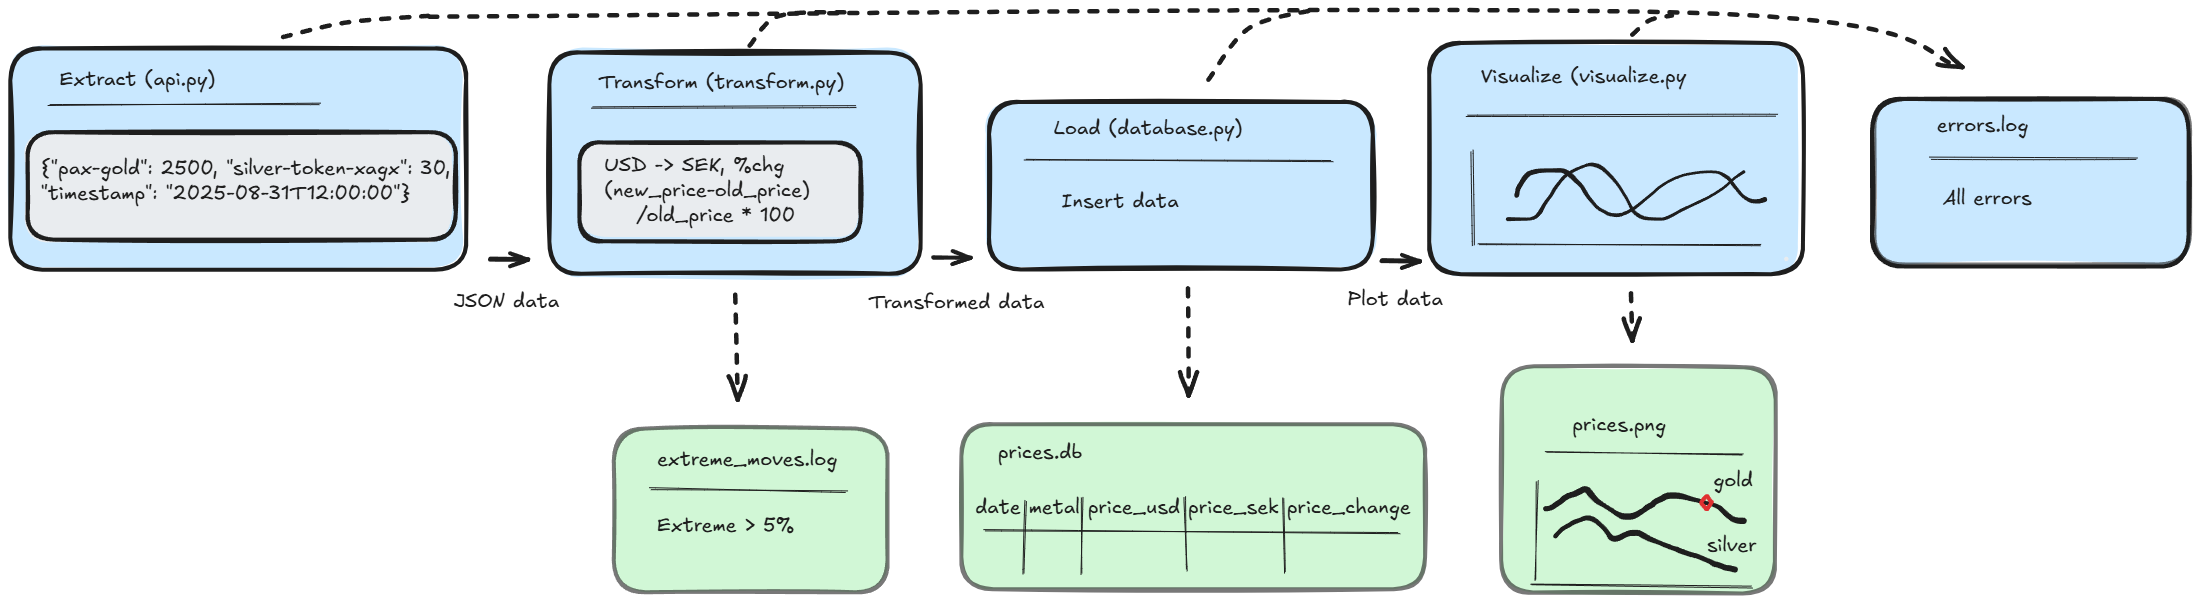 Extract (api.py)
{"pax-gold": 2500, "silver-token-xagx": 30,
"timestamp": "2025-08-31T12:00:00"}
JSON data
Transform (transform.py)
USD -> SEK, %chg
(new_price-old_price)
/old_price * 100
Transformed data
Load (database.py)
Insert data
Plot data
Visualize (visualize.py
errors.log
All errors
extreme_moves.log
Extreme > 5%
prices.db
date metal price_usd price_sek price_change
prices.png
gold
silver